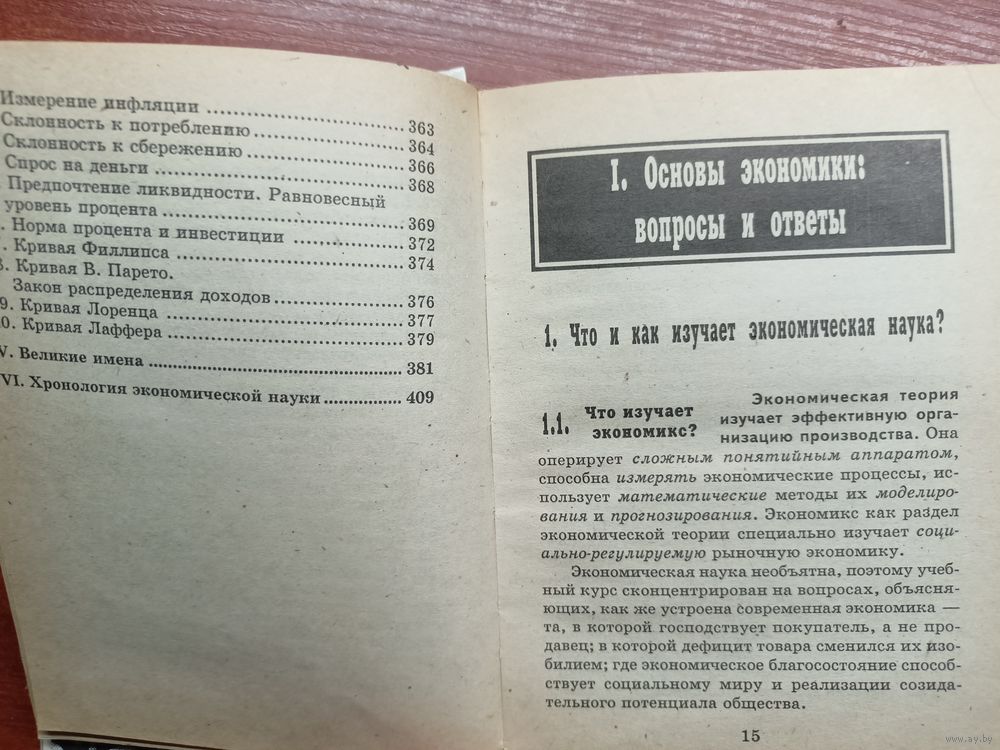 Измерение инфляции .......................... 363
Склонность к потреблению .................. 364
Склонность к сбережению ................... 366
Спрос на деньги ................................. 368
Предпочтение ликвидности. Равновесный
уровень процента ............................... 369
. Норма процента и инвестиции ............. 372
. Кривая Филлипса ............................. 374
8. Кривая В. Парето.
Закон распределения доходов ................ 376
9. Кривая Лоренца .............................. 377
0. Кривая Лаффера ............................. 379
V. Великие имена ................................ 381
VI. Хронология экономической науки ................. 409
I. Основы экономики:
вопросы и ответы
1. Что и как изучает экономическая наука?
1.1. Что изучает
экономикс?
Экономическая теория
изучает эффективную орга-
низацию производства. Она
оперирует сложным понятийным аппаратом,
способна измерять экономические процессы, ис-
пользует математические методы их моделиро-
вания и прогнозирования. Экономикс как раздел
экономической теории специально изучает соци-
ально-регулируемую рыночную экономику.
Экономическая наука необъятна, поэтому учеб-
ный курс сконцентрирован на вопросах, объясня-
ющих, как же устроена современная экономика —
та, в которой господствует покупатель, а не про-
давец; в которой дефицит товара сменился их изо-
билием; где экономическое благосостояние способ-
ствует социальному миру и реализации созида-
тельного потенциала общества.
15
www.ay.by